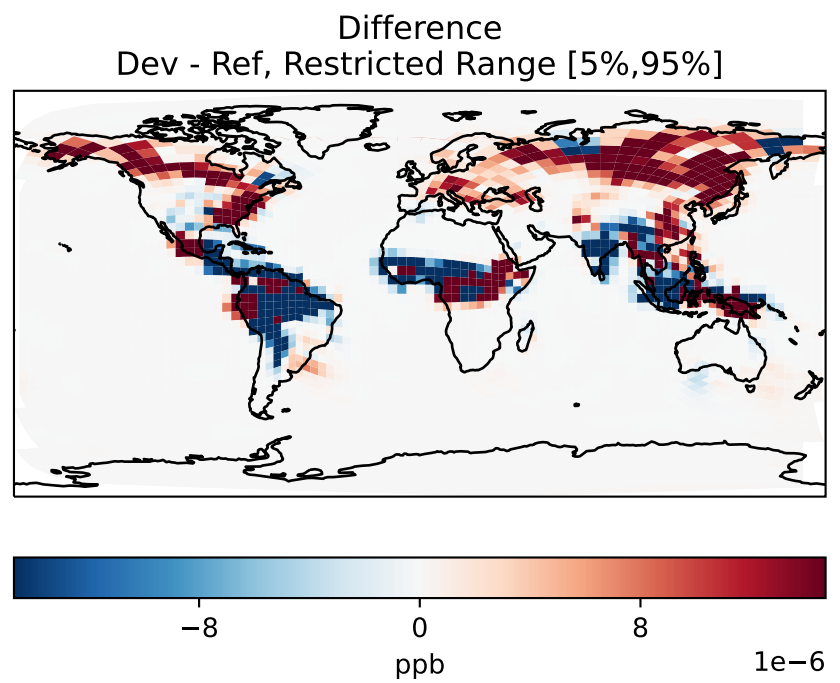 Difference
Dev - Ref, Restricted Range [5%,95%]
−8 0 8
ppb
1e−6